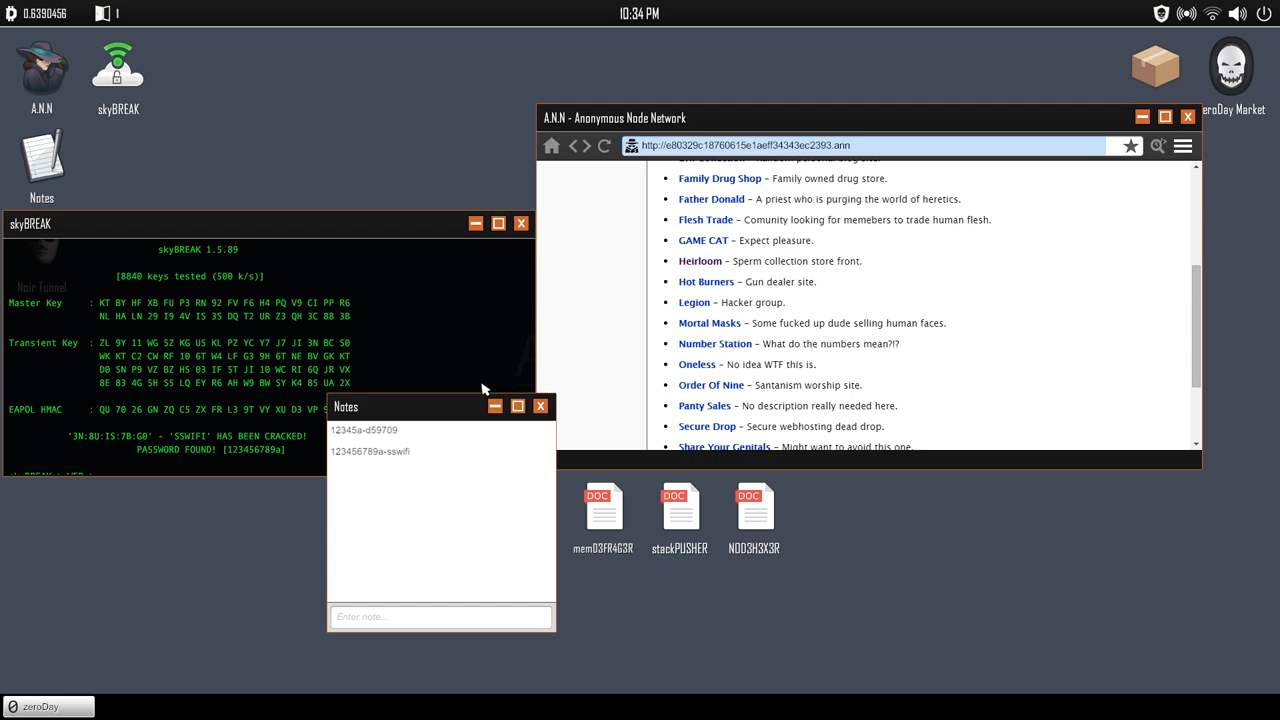 0.6390456
1
10:34 PM
A.N.N
skyBREAK
Notes
zeroDay Market
A.N.N - Anonymous Node Network
http://e80329c18760615e1aeff34343ec2393.ann
Family Drug Shop – Family owned drug store.
Father Donald – A priest who is purging the world of heretics.
Flesh Trade – Comunity looking for memebers to trade human flesh.
GAME CAT – Expect pleasure.
Heirloom – Sperm collection store front.
Hot Burners – Gun dealer site.
Legion – Hacker group.
Mortal Masks – Some fucked up dude selling human faces.
Number Station – What do the numbers mean?!?
Oneless – No idea WTF this is.
Order Of Nine – Santanism worship site.
Panty Sales – No description really needed here.
Secure Drop – Secure webhosting dead drop.
Share Your Genitals – Might want to avoid this one.
skyBREAK
Noir Tunnel
skyBREAK 1.5.89
[8840 keys tested (500 k/s)]
Master Key : KT BY HF XB FU P3 RN 92 FV F6 H4 PQ V9 CI PP R6
NL HA LN 29 I9 4V IS 3S DQ T2 UR Z3 QH 3C 88 3B
Transient Key : ZL 9Y 11 WG 5Z KG US KL PZ YC Y7 J7 JI 3N BC S0
WK KT C2 CW RF 10 6T W4 LF G3 9H 6T NE BV GK KT
D0 SN P9 VZ BZ HS 03 IF 5T JI 10 WC RI 6Q JR VX
8E 83 4G 5H S5 LQ EY R6 AH W9 BW SY K4 8S UA 2X
EAPOL HMAC : QU 70 26 GN ZQ C5 ZX FR L3 9T VY XU D3 VP
'3N:8U:IS:7B:G0' - 'SSWIFI' HAS BEEN CRACKED!
PASSWORD FOUND! [123456789a]
Notes
12345a-d59709
123456789a-sswifi
Enter note...
DOC
DOC
DOC
memD3FR4G3R
stackPUSHER
N0D3H3X3R
zeroDay